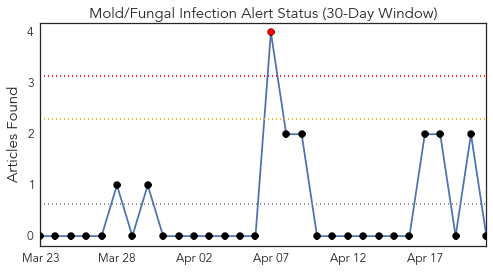 Mold/Fungal Infection Alert Status (30-Day Window)
Articles Found
4
3
2
1
0
Mar 23 Mar 28 Apr 02 Apr 07 Apr 12 Apr 17